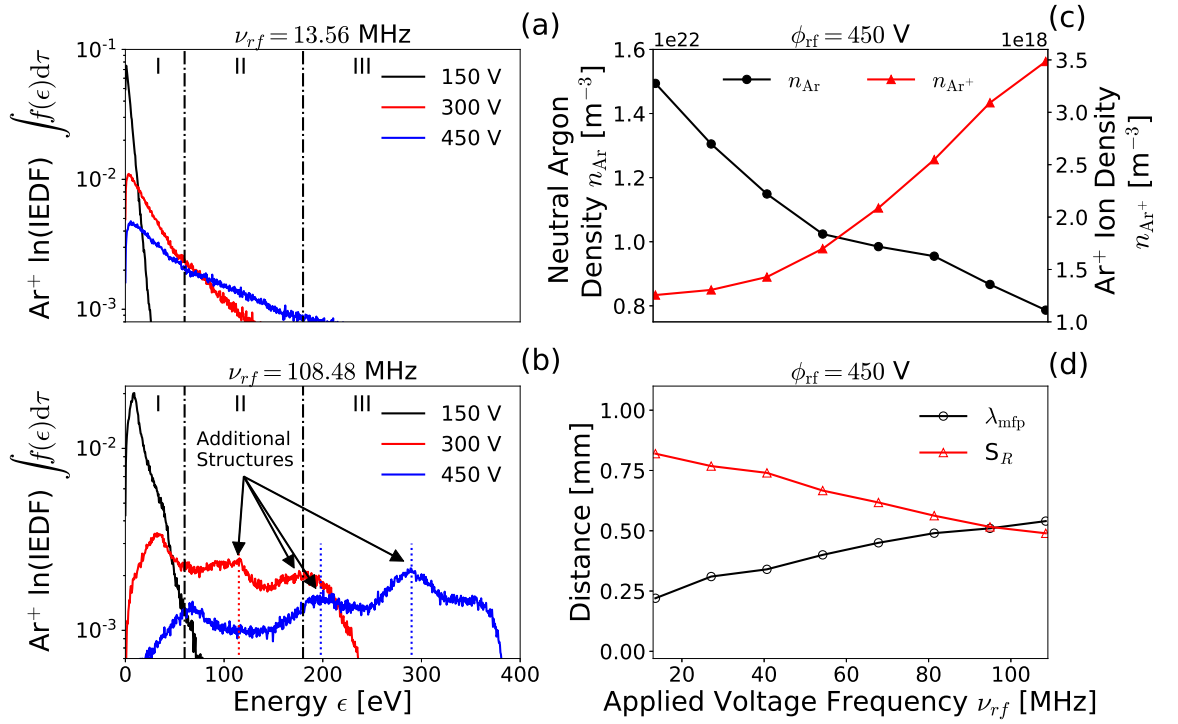 (a)
ν_rf = 13.56 MHz
Ar⁺ ln(IEDF) ∫f(ϵ)dτ
10⁻¹
10⁻²
10⁻³
I II III
150 V
300 V
450 V
(b)
ν_rf = 108.48 MHz
Ar⁺ ln(IEDF) ∫f(ϵ)dτ
10⁻²
10⁻³
I II III
150 V
300 V
450 V
Additional
Structures
0 100 200 300 400
Energy ϵ [eV]
(c)
ϕ_rf = 450 V
1e22
1e18
n_Ar n_Ar⁺
Neutral Argon
Density n_Ar [m⁻³]
1.6
1.4
1.2
1.0
0.8
3.5
3.0
2.5
2.0
1.5
1.0
Ar⁺ Ion Density
n_Ar⁺ [m⁻³]
(d)
ϕ_rf = 450 V
λ_mfp
S_R
Distance [mm]
1.00
0.75
0.50
0.25
0.00
20 40 60 80 100
Applied Voltage Frequency ν_rf [MHz]